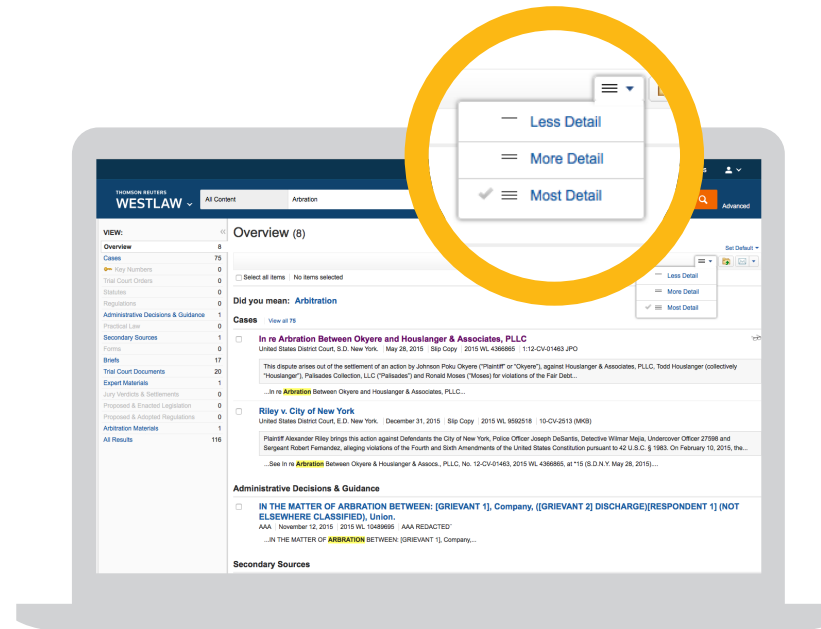 Less Detail
More Detail
Most Detail
THOMSON REUTERS
WESTLAW
All Content
Arbration
Advanced
VIEW:
Overview 8
Cases 75
Key Numbers 0
Trial Court Orders 0
Statutes 0
Regulations 0
Administrative Decisions & Guidance 1
Practical Law 0
Secondary Sources 1
Forms 0
Briefs 17
Trial Court Documents 20
Expert Materials 1
Jury Verdicts & Settlements 0
Proposed & Enacted Legislation 0
Proposed & Adopted Regulations 0
Arbitration Materials 1
All Results 116
Overview (8)
Set Default
Select all items No items selected
Less Detail
More Detail
Most Detail
Did you mean: Arbitration
Cases View all 75
In re Arbration Between Okyere and Houslanger & Associates, PLLC
United States District Court, S.D. New York. May 28, 2015 Slip Copy 2015 WL 4366865 1:12-CV-01463 JPO
This dispute arises out of the settlement of an action by Johnson Poku Okyere ("Plaintiff" or "Okyere"), against Houslanger & Associates, PLLC, Todd Houslanger (collectively
"Houslanger"), Palisades Collection, LLC ("Palisades") and Ronald Moses ("Moses") for violations of the Fair Debt...
...In re Arbration Between Okyere and Houslanger & Associates, PLLC...
Riley v. City of New York
United States District Court, E.D. New York. December 31, 2015 Slip Copy 2015 WL 9592518 10-CV-2513 (MKB)
Plaintiff Alexander Riley brings this action against Defendants the City of New York, Police Officer Joseph DeSantis, Detective Wilmar Mejia, Undercover Officer 27598 and
Sergeant Robert Fernandez, alleging violations of the Fourth and Sixth Amendments of the United States Constitution pursuant to 42 U.S.C. § 1983. On February 10, 2015, the...
...See In re Arbration Between Okyere & Houslanger & Assocs., PLLC, No. 12-CV-01463, 2015 WL 4366865, at *15 (S.D.N.Y. May 28, 2015)....
Administrative Decisions & Guidance
IN THE MATTER OF ARBRATION BETWEEN: [GRIEVANT 1], Company, ([GRIEVANT 2] DISCHARGE)[RESPONDENT 1] (NOT
ELSEWHERE CLASSIFIED), Union.
AAA November 12, 2015 2015 WL 10489695 AAA REDACTED`
...IN THE MATTER OF ARBRATION BETWEEN: [GRIEVANT 1], Company,...
Secondary Sources